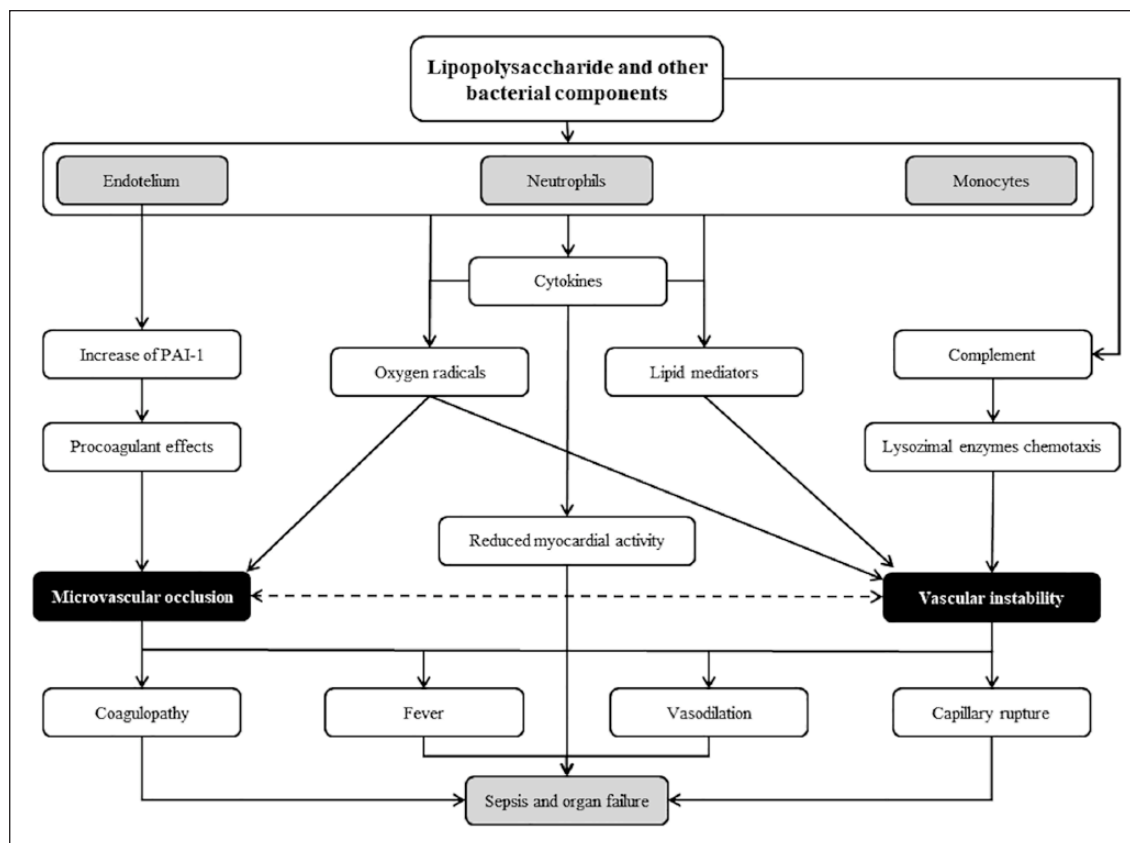 Lipopolysaccharide and other
bacterial components
Endotelium
Neutrophils
Monocytes
Cytokines
Increase of PAI-1
Oxygen radicals
Lipid mediators
Complement
Procoagulant effects
Lysozimal enzymes chemotaxis
Reduced myocardial activity
Microvascular occlusion
Vascular instability
Coagulopathy
Fever
Vasodilation
Capillary rupture
Sepsis and organ failure